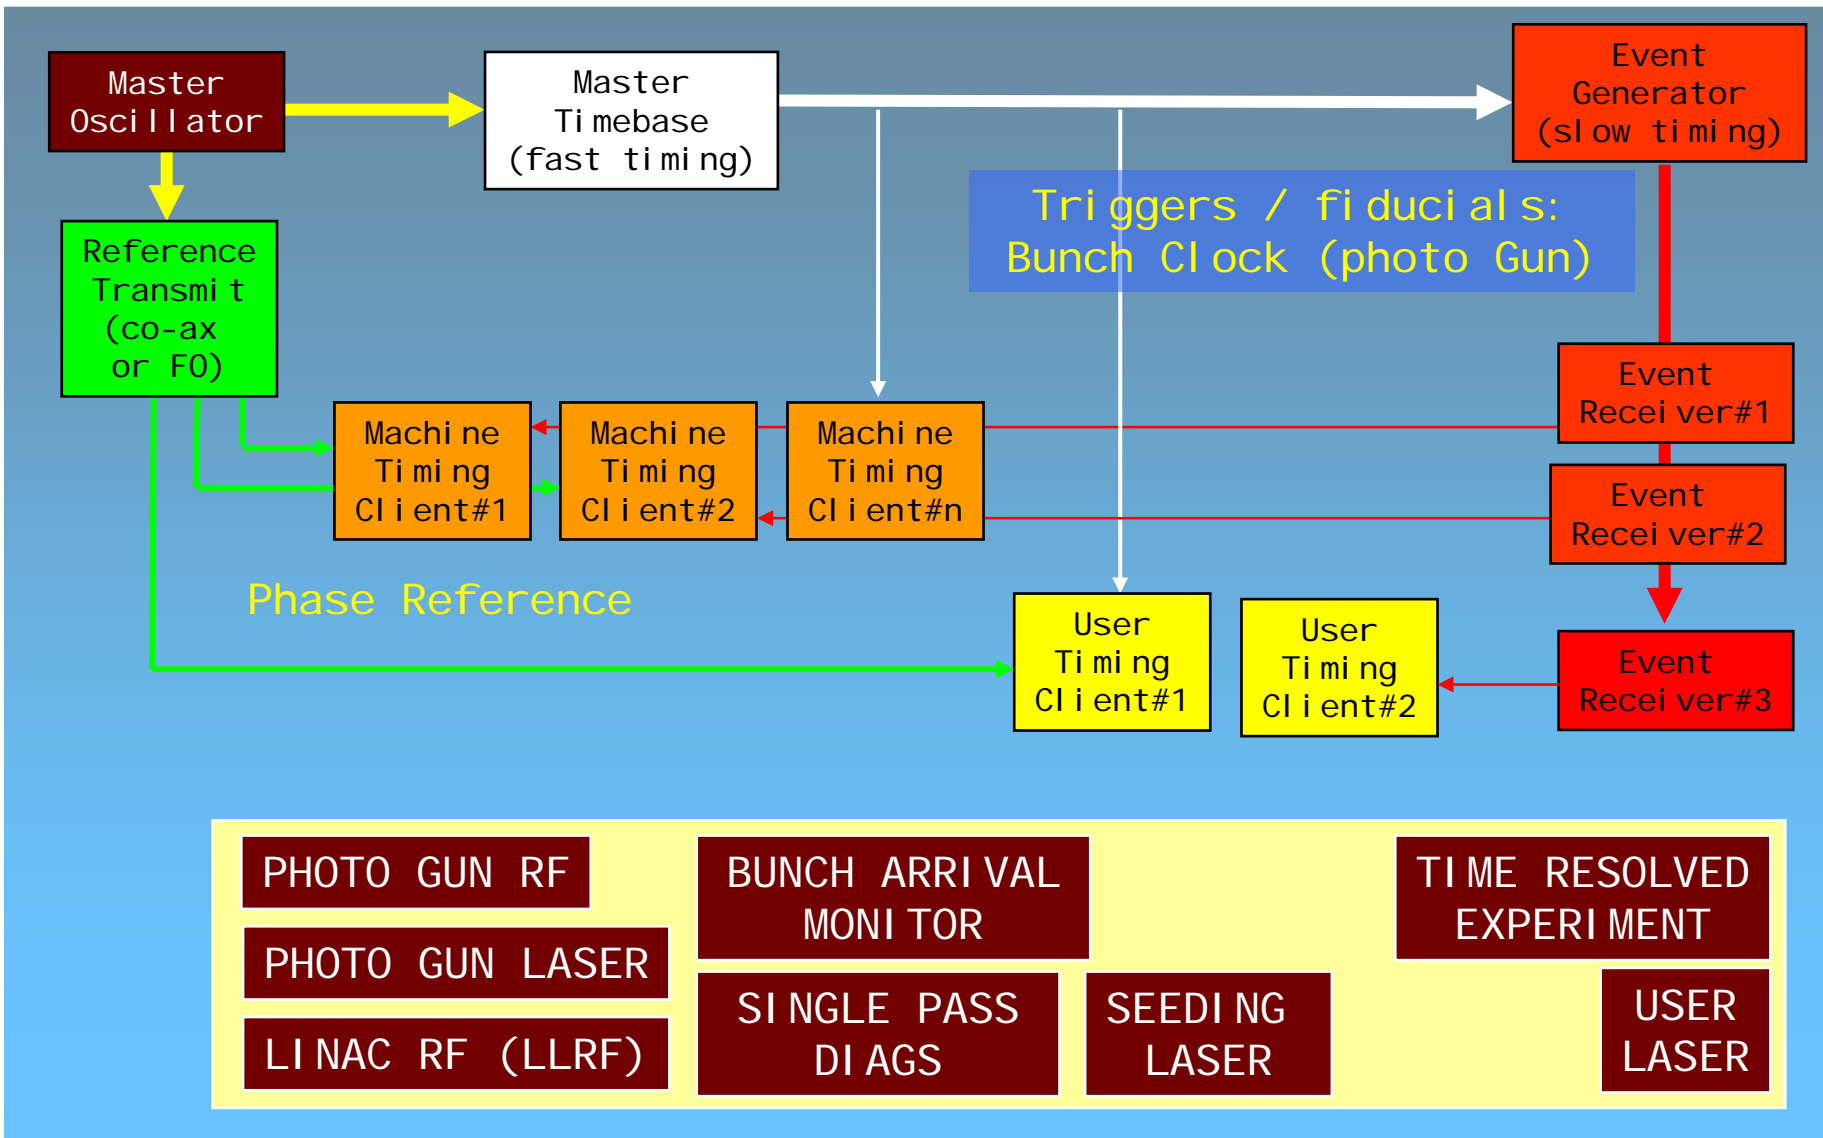 Master
Oscillator
Master
Timebase
(fast timing)
Event
Generator
(slow timing)
Triggers / fiducials:
Bunch Clock (photo Gun)
Reference
Transmit
(co-ax
or FO)
Event
Receiver#1
Machine
Timing
Client#1
Machine
Timing
Client#2
Machine
Timing
Client#n
Event
Receiver#2
Phase Reference
User
Timing
Client#1
User
Timing
Client#2
Event
Receiver#3
PHOTO GUN RF
PHOTO GUN LASER
LINAC RF (LLRF)
BUNCH ARRIVAL
MONITOR
SINGLE PASS
DIAGS
SEEDING
LASER
TIME RESOLVED
EXPERIMENT
USER
LASER